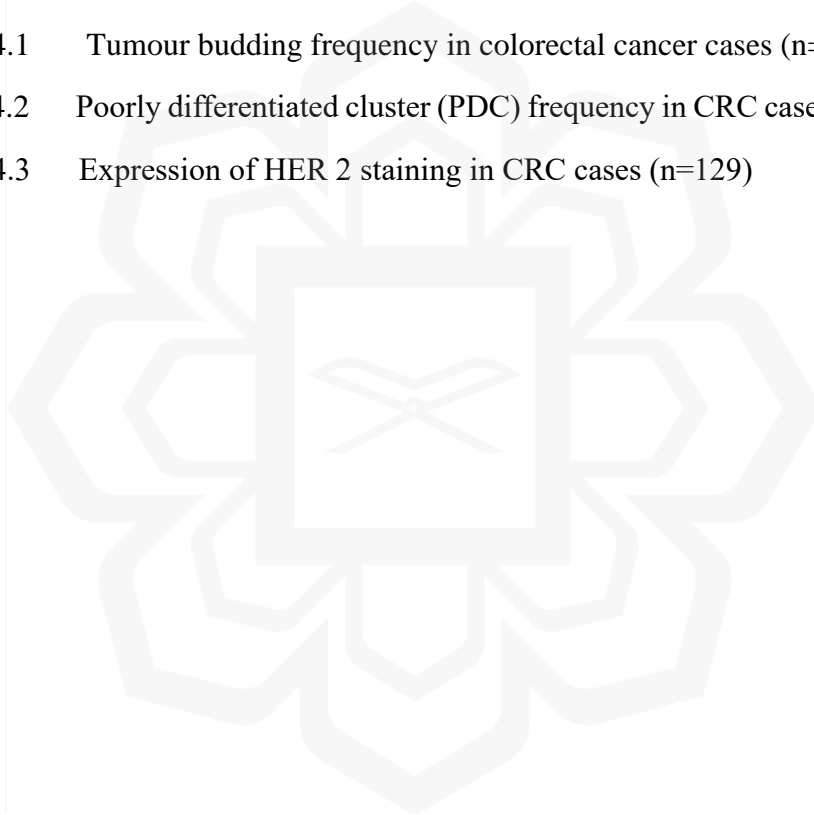 4.1 Tumour budding frequency in colorectal cancer cases (n=
4.2 Poorly differentiated cluster (PDC) frequency in CRC case
4.3 Expression of HER 2 staining in CRC cases (n=129)